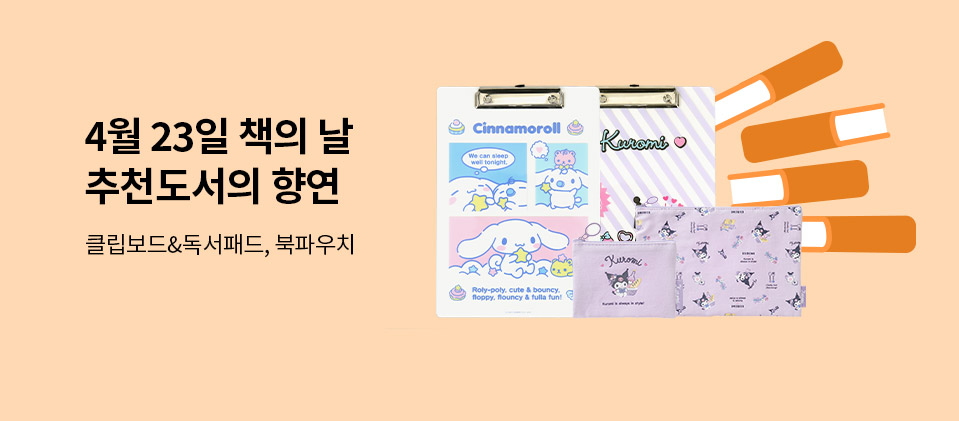 4월 23일 책의 날
추천도서의 향연
클립보드&독서패드, 북파우치
Cinnamoroll
We can sleep
well tonight.
Roly-poly, cute & bouncy,
floppy, flouncy & fulla fun!
Kuromi
Kuromi
Kuromi is always in style!